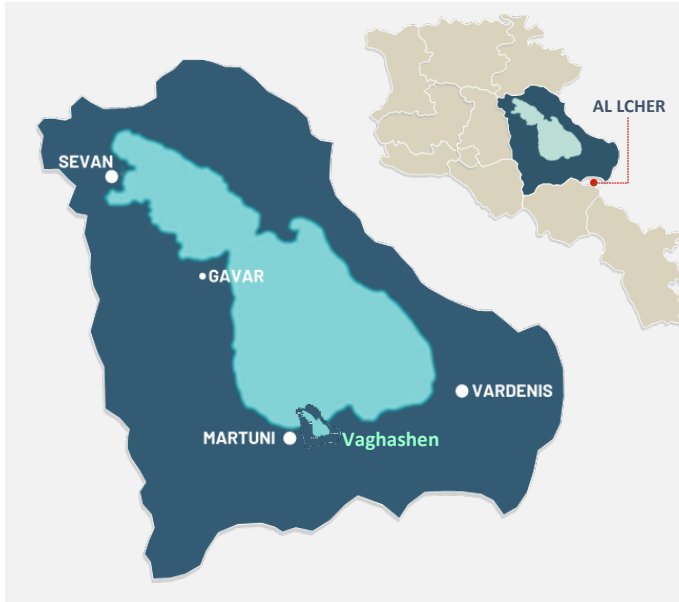 AL LCHER
SEVAN
GAVAR
VARDENIS
MARTUNI
Vaghashen